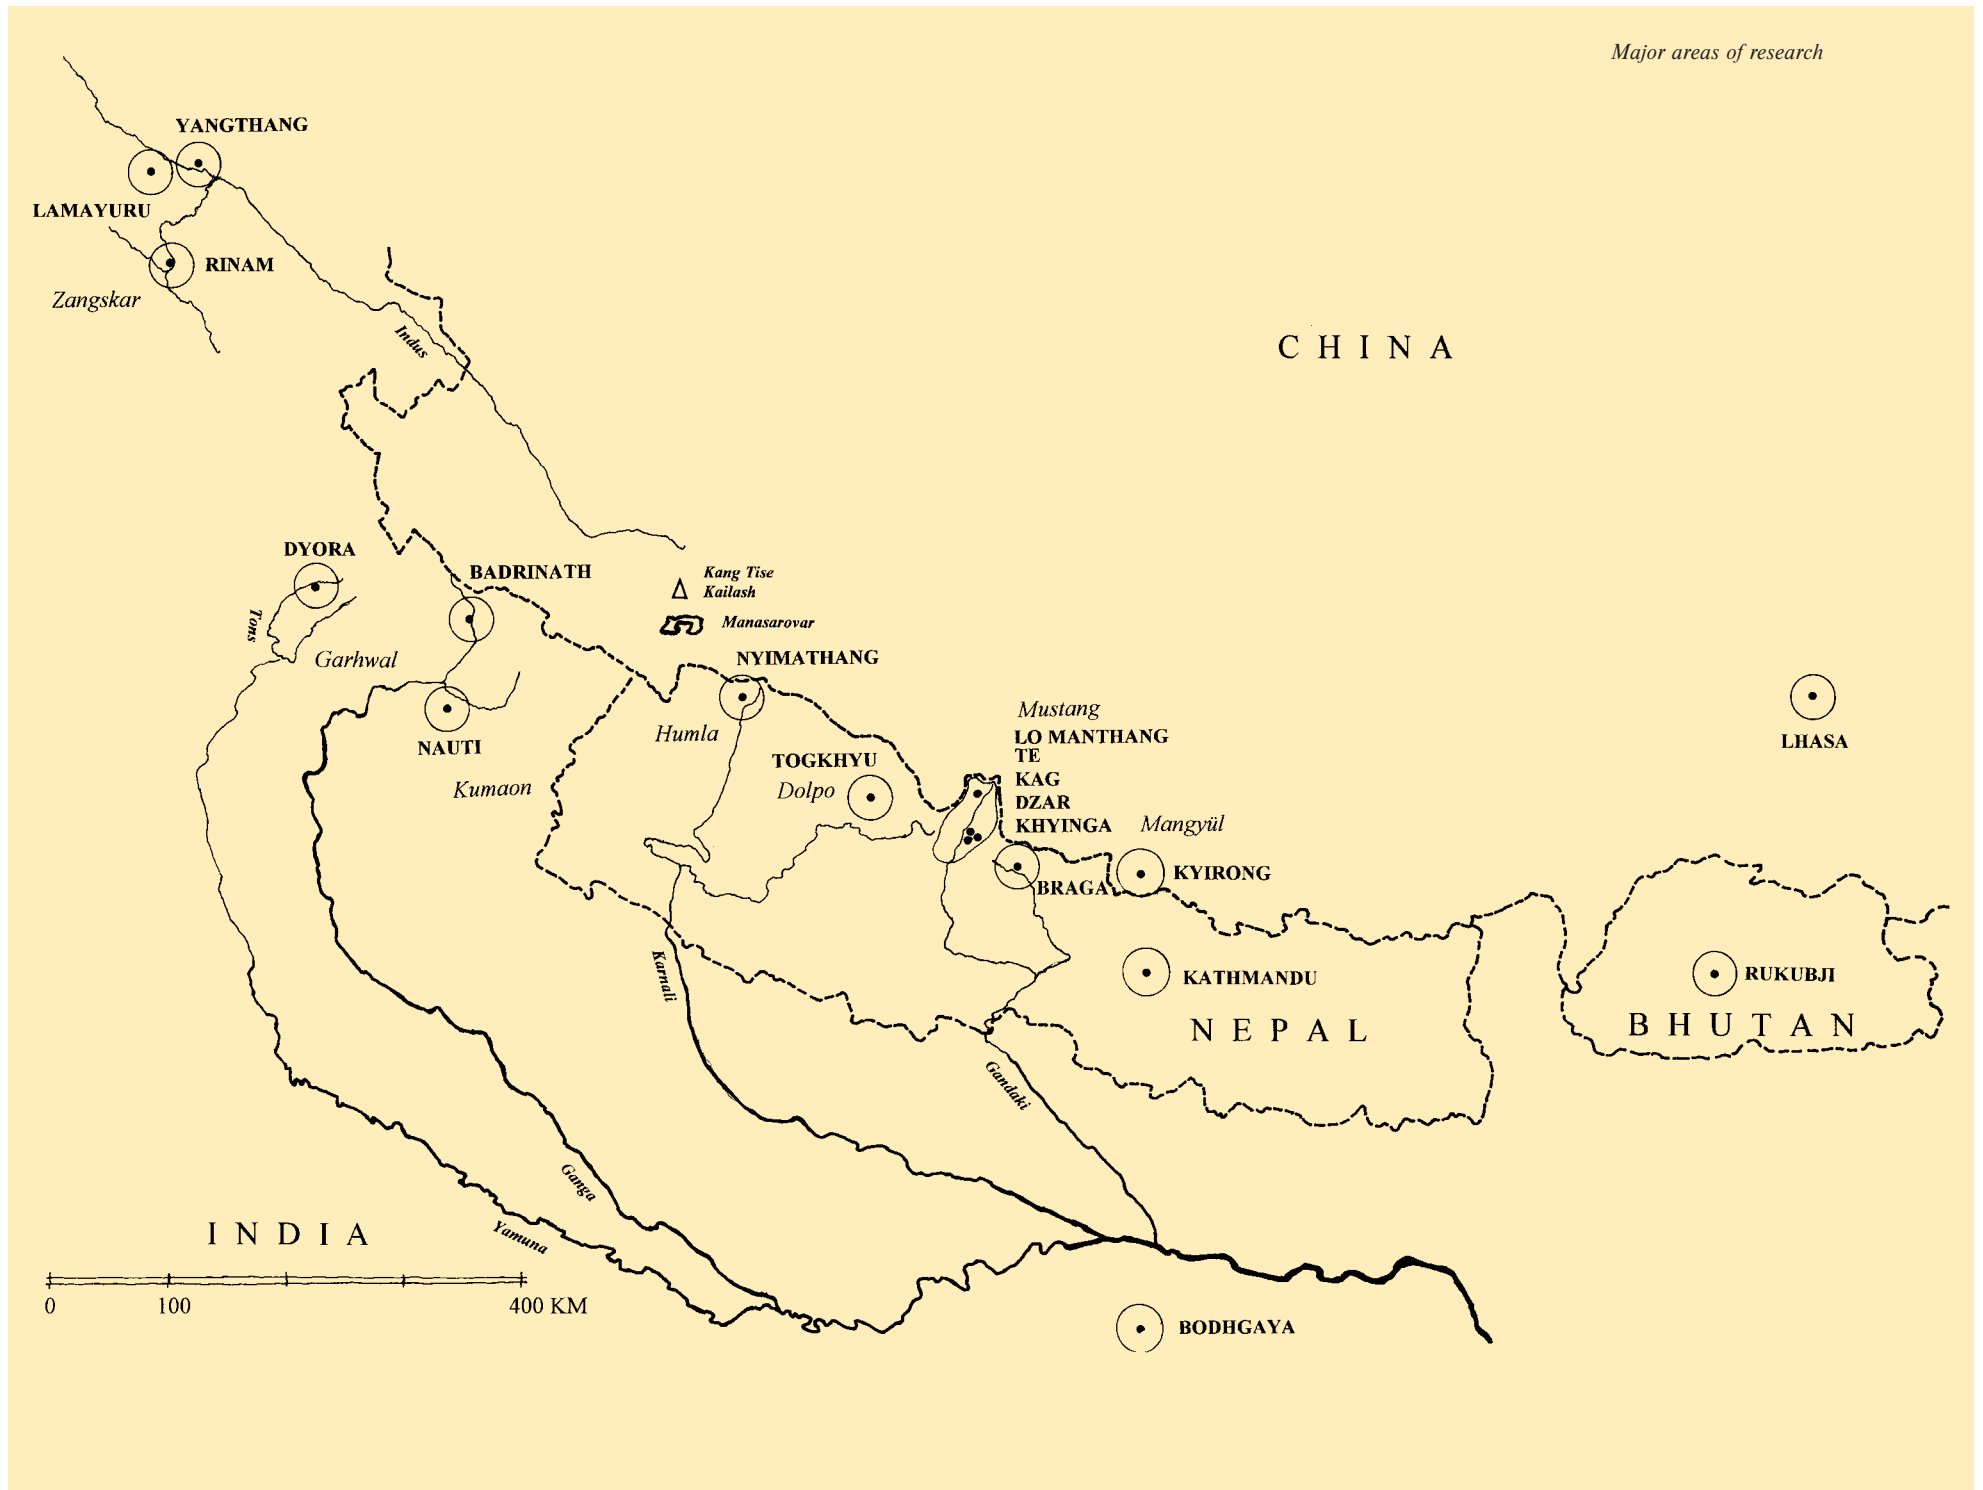 Major areas of research
YANGTHANG
LAMAYURU
RINAM
Zangskar
Indus
CHINA
DYORA
BADRINATH
Kang Tise
Kailash
Tons
Manasarovar
Garhwal
NYIMATHANG
Mustang
Humla
LO MANTHANG
NAUTI
LHASA
TE
TOGKHYU
KAG
Kumaon
Dolpo
DZAR
KHYINGA
Mangyül
KYIRONG
BRAGA
Karnali
KATHMANDU
RUKUBJI
NEPAL
BHUTAN
Gandaki
Ganga
INDIA
Yamuna
0 100 400 KM
BODHGAYA